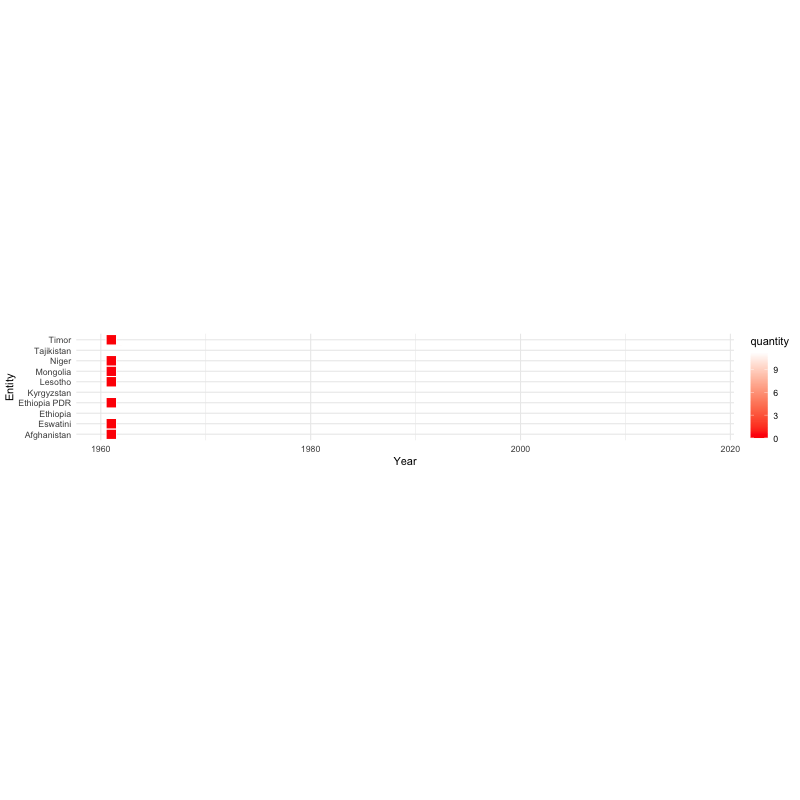 Timor
Tajikistan
Niger
Mongolia
Lesotho
Kyrgyzstan
Ethiopia PDR
Ethiopia
Eswatini
Afghanistan
Entity
1960 1980 2000 2020
Year
quantity
9
6
3
0